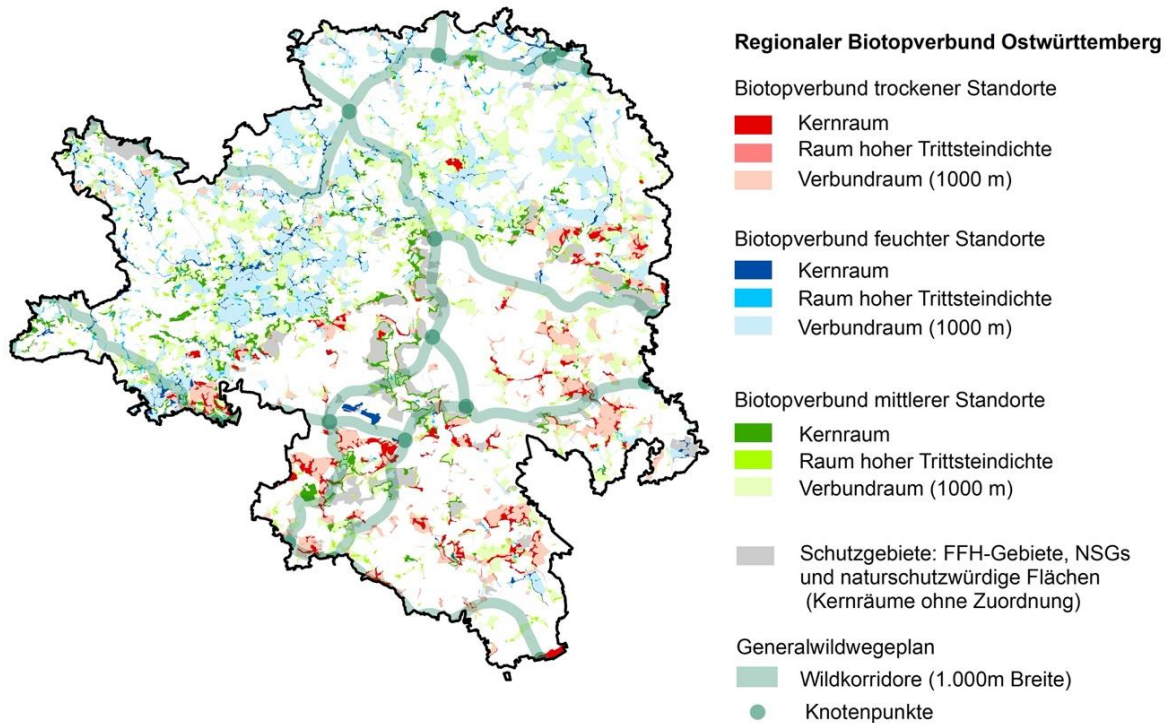 Regionaler Biotopverbund Ostwürttemberg
Biotopverbund trockener Standorte
Kernraum
Raum hoher Trittsteindichte
Verbundraum (1000 m)
Biotopverbund feuchter Standorte
Kernraum
Raum hoher Trittsteindichte
Verbundraum (1000 m)
Biotopverbund mittlerer Standorte
Kernraum
Raum hoher Trittsteindichte
Verbundraum (1000 m)
Schutzgebiete: FFH-Gebiete, NSGs
und naturschutzwürdige Flächen
(Kernräume ohne Zuordnung)
Generalwildwegeplan
Wildkorridore (1.000m Breite)
Knotenpunkte